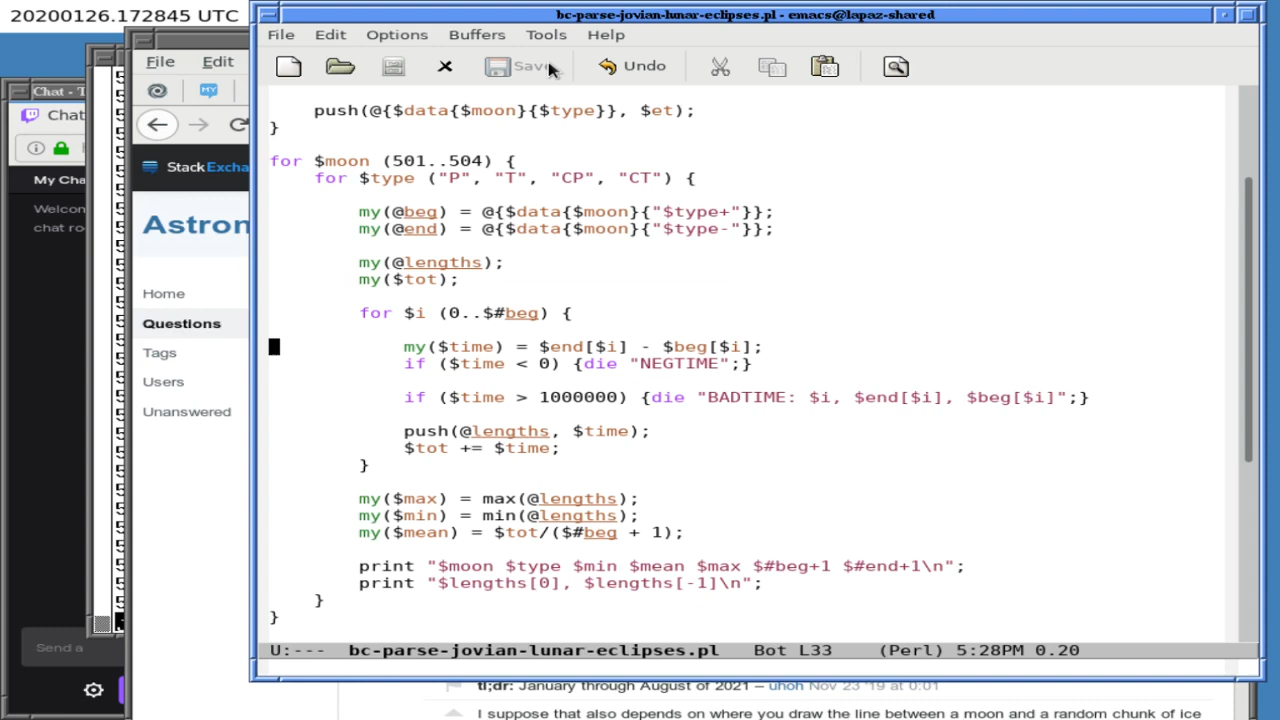 20200126.172845 UTC
bc-parse-jovian-lunar-eclipses.pl - emacs@lapaz-shared
File Edit Options Buffers Tools Help
Save Undo
push(@{$data{$moon}{$type}}, $et);
}
for $moon (501..504) {
for $type ("P", "T", "CP", "CT") {
my(@beg) = @{$data{$moon}{"$type+"}};
my(@end) = @{$data{$moon}{"$type-"}};
my(@lengths);
my($tot);
for $i (0..$#beg) {
my($time) = $end[$i] - $beg[$i];
if ($time < 0) {die "NEGTIME";}
if ($time > 1000000) {die "BADTIME: $i, $end[$i], $beg[$i]";}
push(@lengths, $time);
$tot += $time;
}
my($max) = max(@lengths);
my($min) = min(@lengths);
my($mean) = $tot/($#beg + 1);
print "$moon $type $min $mean $max $#beg+1 $#end+1\n";
print "$lengths[0], $lengths[-1]\n";
}
}
U:--- bc-parse-jovian-lunar-eclipses.pl Bot L33 (Perl) 5:28PM 0.20
File Edit
MY
StackExcha
Astron
Home
Questions
Tags
Users
Unanswered
tl;dr: January through August of 2021 – uhoh Nov 23 '19 at 0:01
I suppose that also depends on where you draw the line between a moon and a random chunk of ice
Chat - T
Chat
My Cha
Welcon
chat ro
Send a